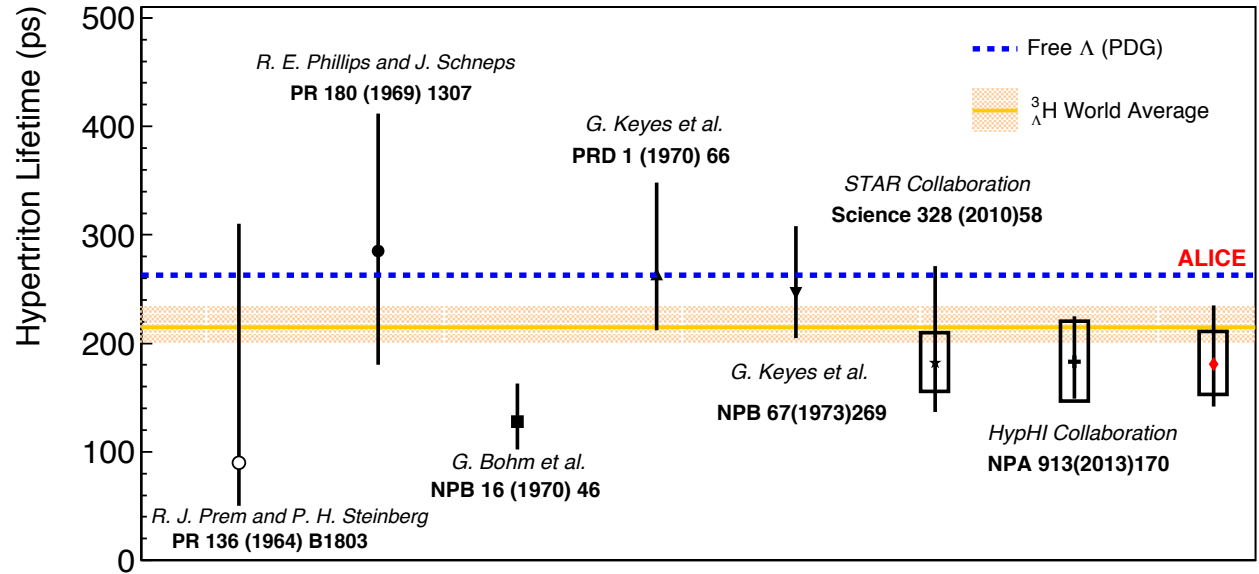 Hypertriton Lifetime (ps)
500
400
300
200
100
0
Free Λ (PDG)
³ΛH World Average
R. E. Phillips and J. Schneps
PR 180 (1969) 1307
G. Keyes et al.
PRD 1 (1970) 66
STAR Collaboration
Science 328 (2010)58
ALICE
G. Keyes et al.
NPB 67(1973)269
HypHI Collaboration
NPA 913(2013)170
G. Bohm et al.
NPB 16 (1970) 46
R. J. Prem and P. H. Steinberg
PR 136 (1964) B1803